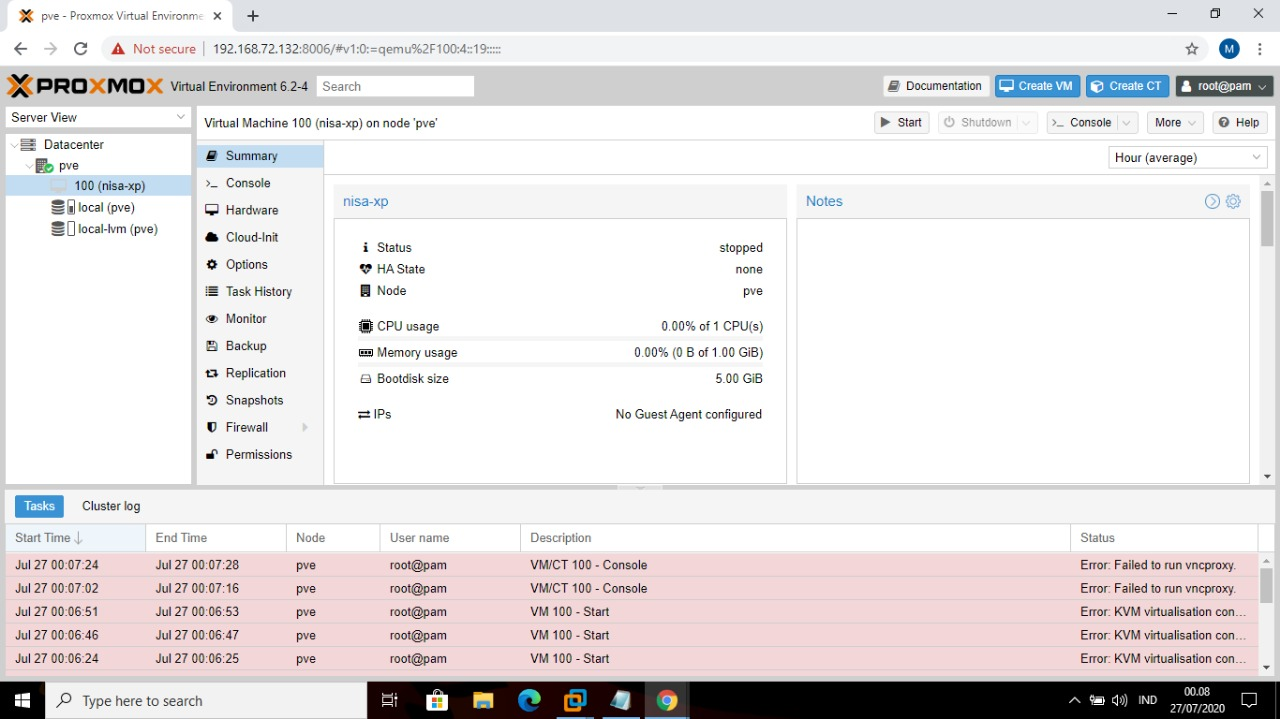 pve - Proxmox Virtual Environme
Not secure 192.168.72.132:8006/#v1:0:=qemu%2F100:4::19:::::
M
PROXMOX Virtual Environment 6.2-4 Search Documentation Create VM Create CT root@pam
Server View
Virtual Machine 100 (nisa-xp) on node 'pve' Start Shutdown Console More Help
Datacenter
pve
100 (nisa-xp)
local (pve)
local-lvm (pve)
Summary
Console
Hardware
Cloud-Init
Options
Task History
Monitor
Backup
Replication
Snapshots
Firewall
Permissions
Hour (average)
nisa-xp
Status stopped
HA State none
Node pve
CPU usage 0.00% of 1 CPU(s)
Memory usage 0.00% (0 B of 1.00 GiB)
Bootdisk size 5.00 GiB
IPs No Guest Agent configured
Notes
Tasks Cluster log
Start Time End Time Node User name Description Status
Jul 27 00:07:24 Jul 27 00:07:28 pve root@pam VM/CT 100 - Console Error: Failed to run vncproxy.
Jul 27 00:07:02 Jul 27 00:07:16 pve root@pam VM/CT 100 - Console Error: Failed to run vncproxy.
Jul 27 00:06:51 Jul 27 00:06:53 pve root@pam VM 100 - Start Error: KVM virtualisation con...
Jul 27 00:06:46 Jul 27 00:06:47 pve root@pam VM 100 - Start Error: KVM virtualisation con...
Jul 27 00:06:24 Jul 27 00:06:25 pve root@pam VM 100 - Start Error: KVM virtualisation con...
Type here to search
IND
00.08
27/07/2020